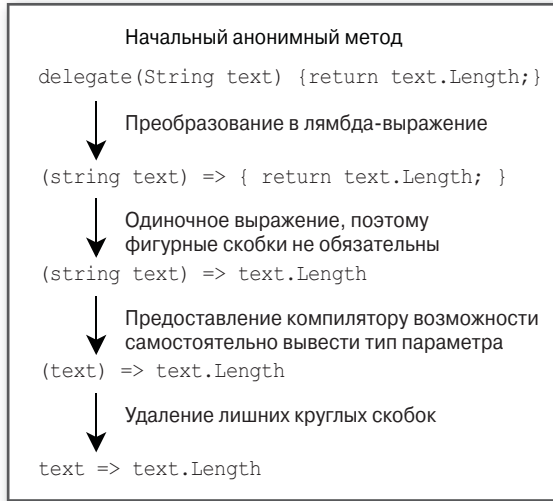 Начальный анонимный метод
delegate(String text) {return text.Length;}
Преобразование в лямбда-выражение
(string text) => { return text.Length; }
Одиночное выражение, поэтому
фигурные скобки не обязательны
(string text) => text.Length
Предоставление компилятору возможности
самостоятельно вывести тип параметра
(text) => text.Length
Удаление лишних круглых скобок
text => text.Length